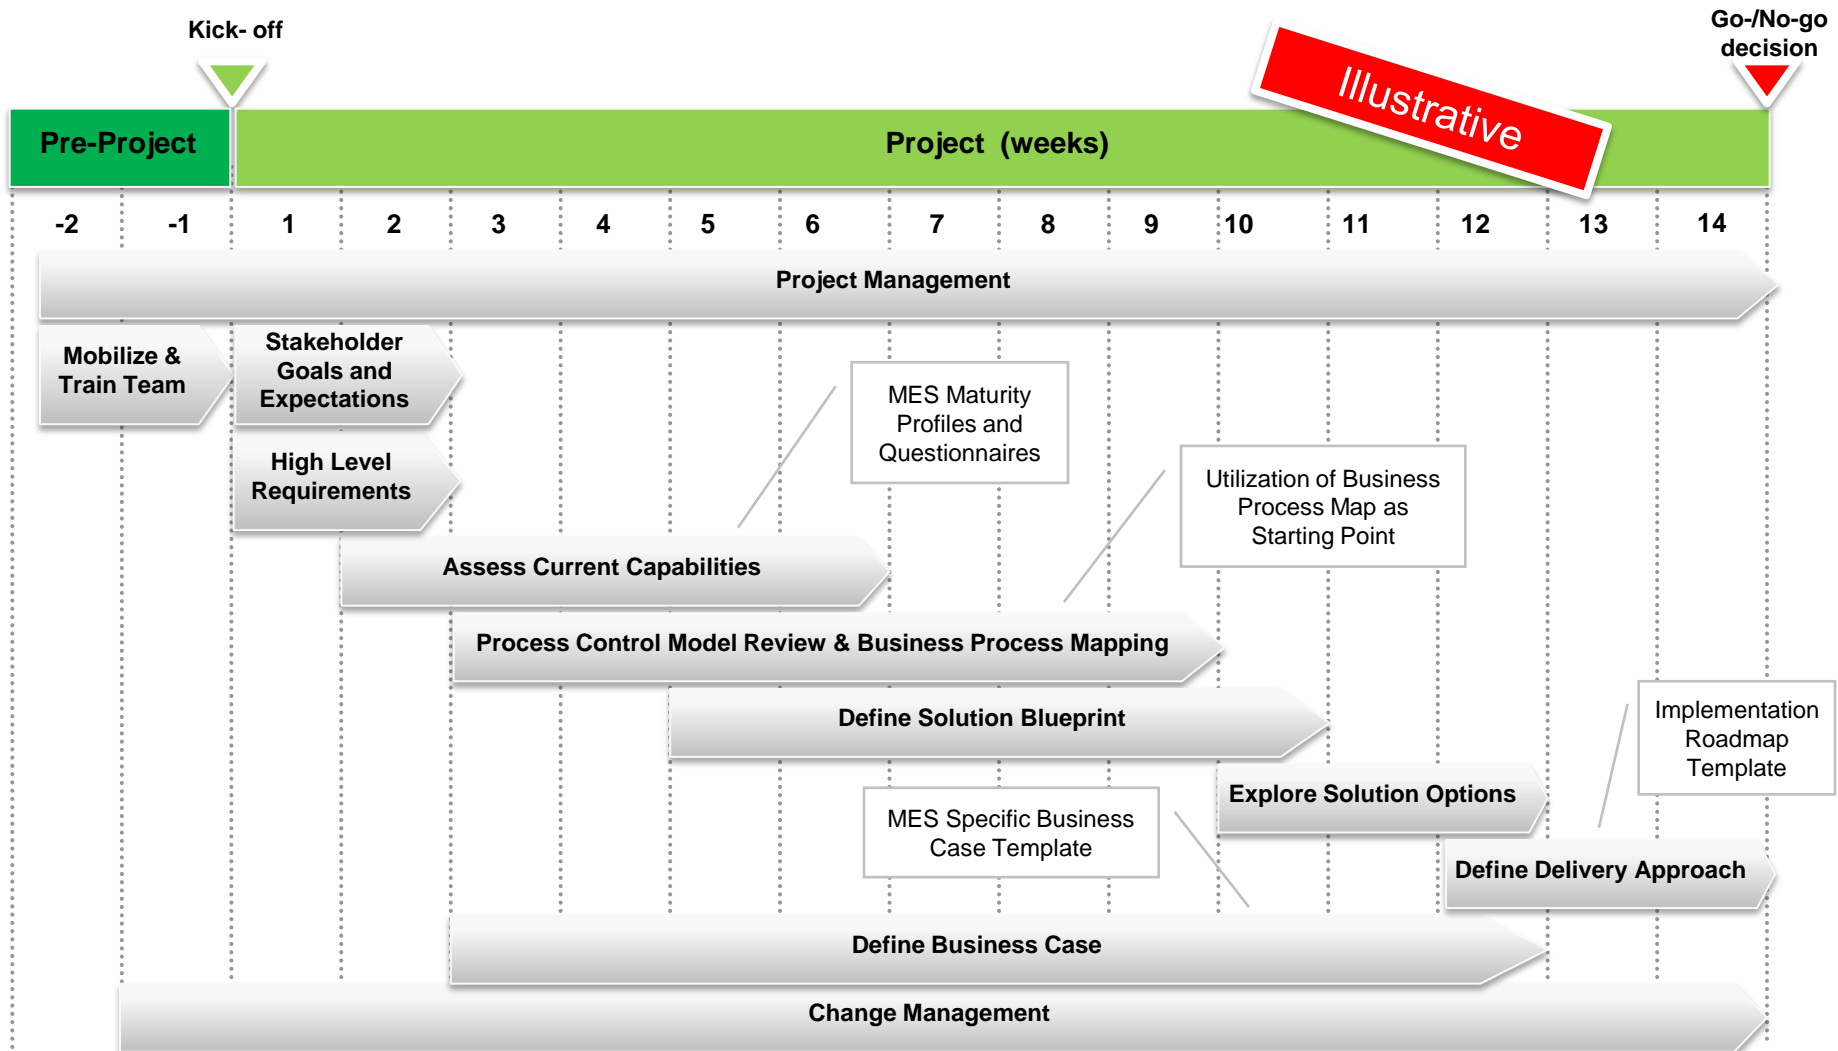 Kick- off
Go-/No-go
decision
Illustrative
Pre-Project
Project (weeks)
-2 -1 1 2 3 4 5 6 7 8 9 10 11 12 13 14
Project Management
Mobilize &
Train Team
Stakeholder
Goals and
Expectations
High Level
Requirements
MES Maturity
Profiles and
Questionnaires
Utilization of Business
Process Map as
Starting Point
Assess Current Capabilities
Process Control Model Review & Business Process Mapping
Define Solution Blueprint
Implementation
Roadmap
Template
Explore Solution Options
MES Specific Business
Case Template
Define Delivery Approach
Define Business Case
Change Management